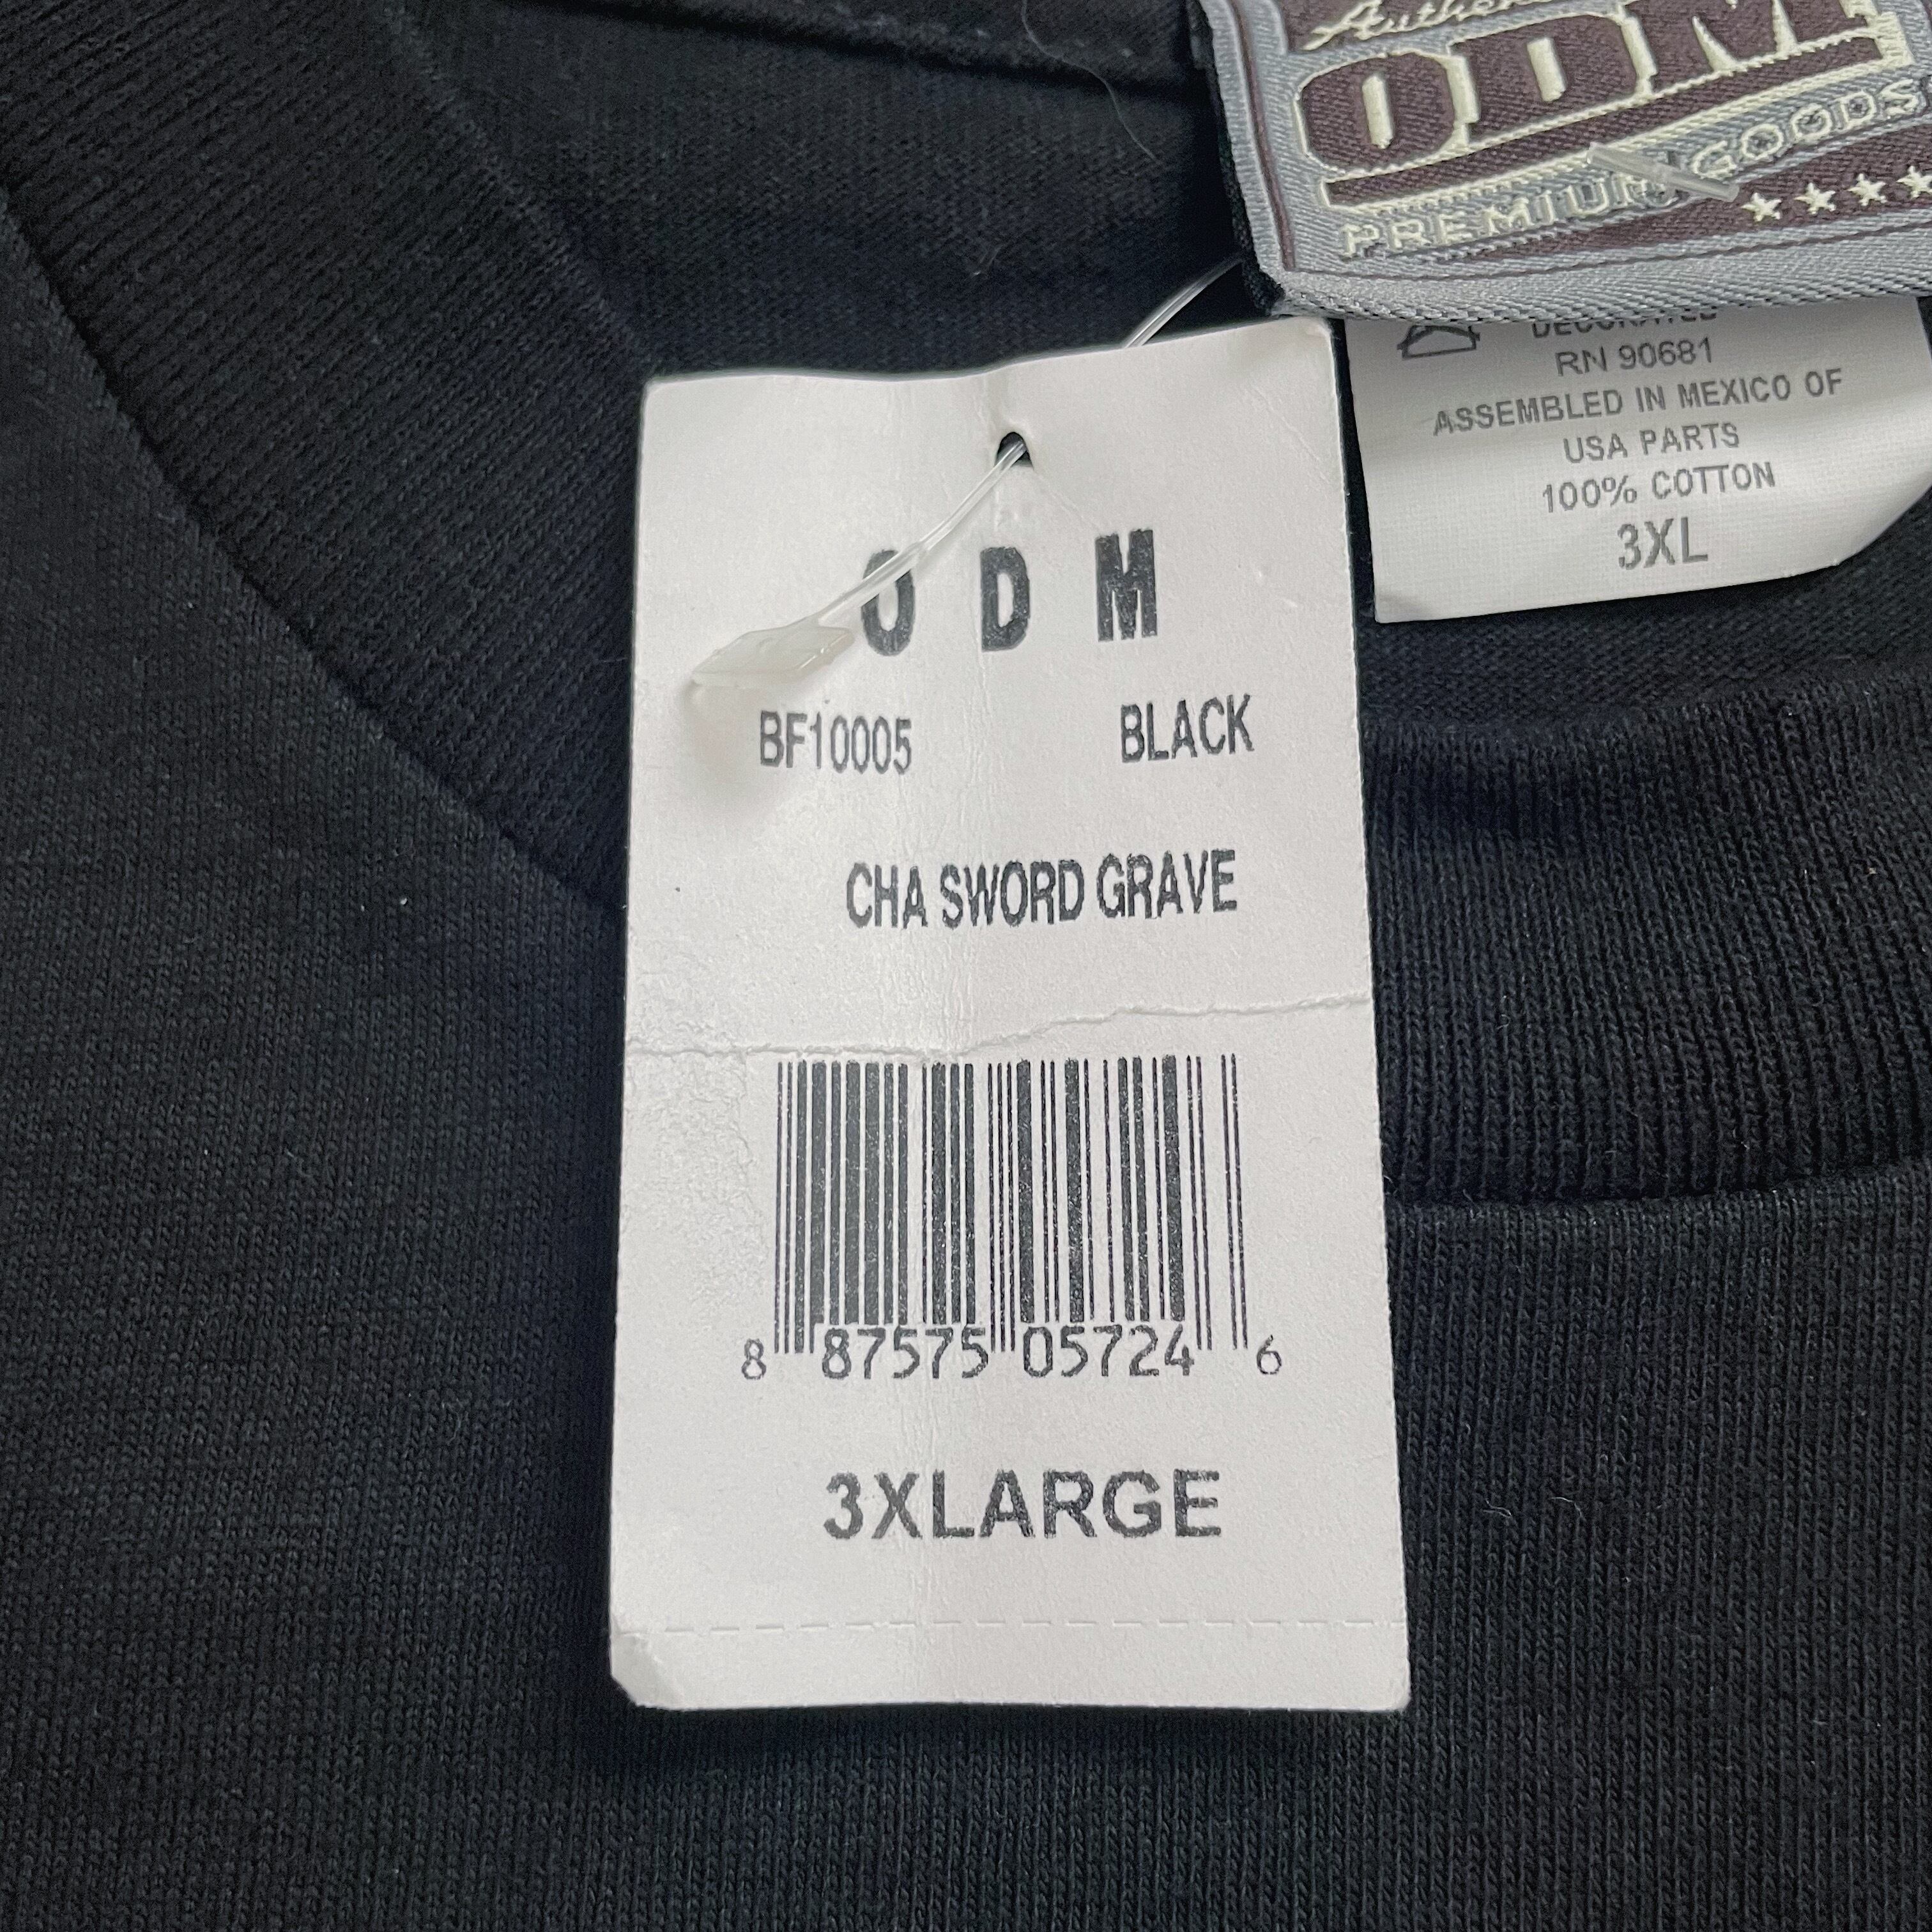 ODM
PREMIUM GOODS
DECORATED
RN 90681
ASSEMBLED IN MEXICO OF
USA PARTS
100% COTTON
3XL
O D M
BF10005 BLACK
CHA SWORD GRAVE
8 87575 05724 6
3XLARGE